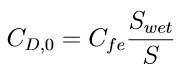 C_{D,0} = C_{fe} \frac{S_{wet}}{S}